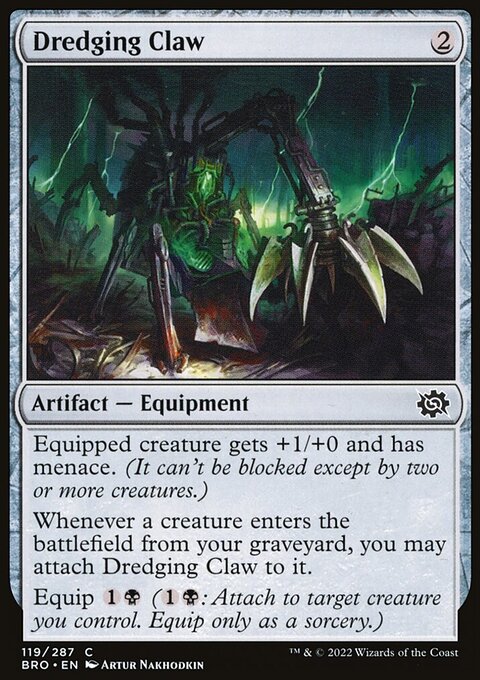 Dredging Claw 2
Artifact — Equipment
Equipped creature gets +1/+0 and has
menace. (It can't be blocked except by two
or more creatures.)
Whenever a creature enters the
battlefield from your graveyard, you may
attach Dredging Claw to it.
Equip 1 (1: Attach to target creature
you control. Equip only as a sorcery.)
119/287 C
BRO • EN Artur Nakhodkin
™ & © 2022 Wizards of the Coast